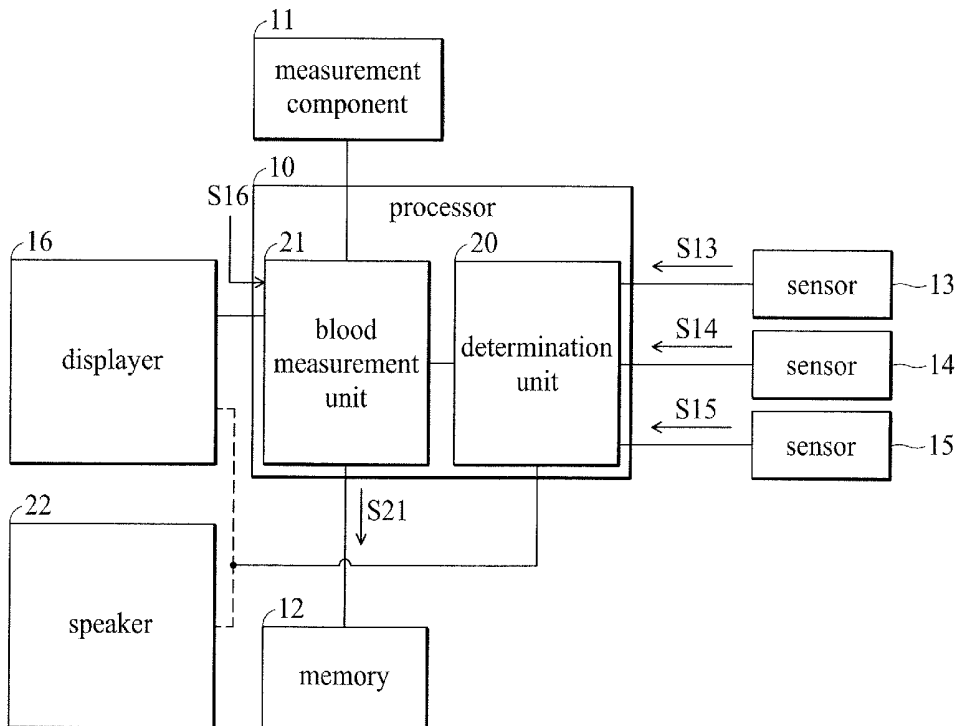 11
measurement
component
10
S16
processor
16
21
20
S13
sensor
13
displayer
blood
measurement
unit
determination
unit
S14
sensor
14
S15
sensor
15
22
S21
speaker
12
memory